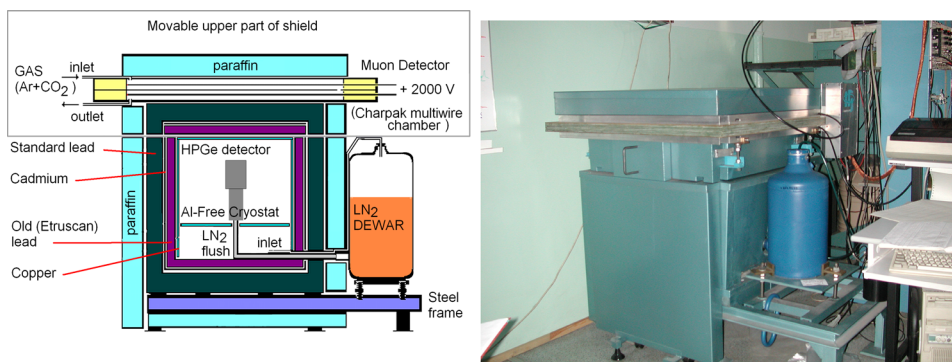 Movable upper part of shield
GAS
(Ar+CO2 )
inlet
outlet
paraffin
Muon Detector
+ 2000 V
(Charpak multiwire
chamber )
Standard lead
Cadmium
Old (Etruscan)
lead
Copper
paraffin
HPGe detector
Al-Free Cryostat
LN2
flush
inlet
LN2
DEWAR
Steel
frame